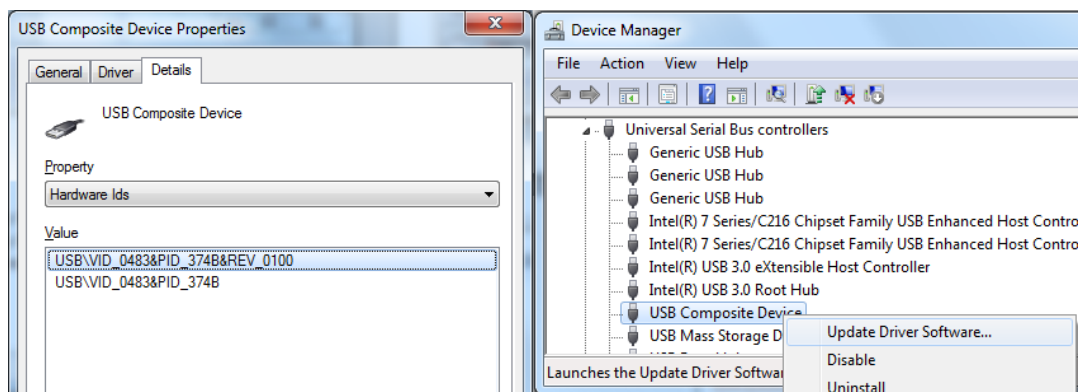 USB Composite Device Properties
General Driver Details
USB Composite Device
Property
Hardware Ids
Value
USB\VID_0483&PID_374B&REV_0100
USB\VID_0483&PID_374B
Device Manager
File Action View Help
Universal Serial Bus controllers
Generic USB Hub
Generic USB Hub
Generic USB Hub
Intel(R) 7 Series/C216 Chipset Family USB Enhanced Host Contro
Intel(R) 7 Series/C216 Chipset Family USB Enhanced Host Contro
Intel(R) USB 3.0 eXtensible Host Controller
Intel(R) USB 3.0 Root Hub
USB Composite Device
USB Mass Storage D
Launches the Update Driver Softwar
Update Driver Software...
Disable
Uninstall